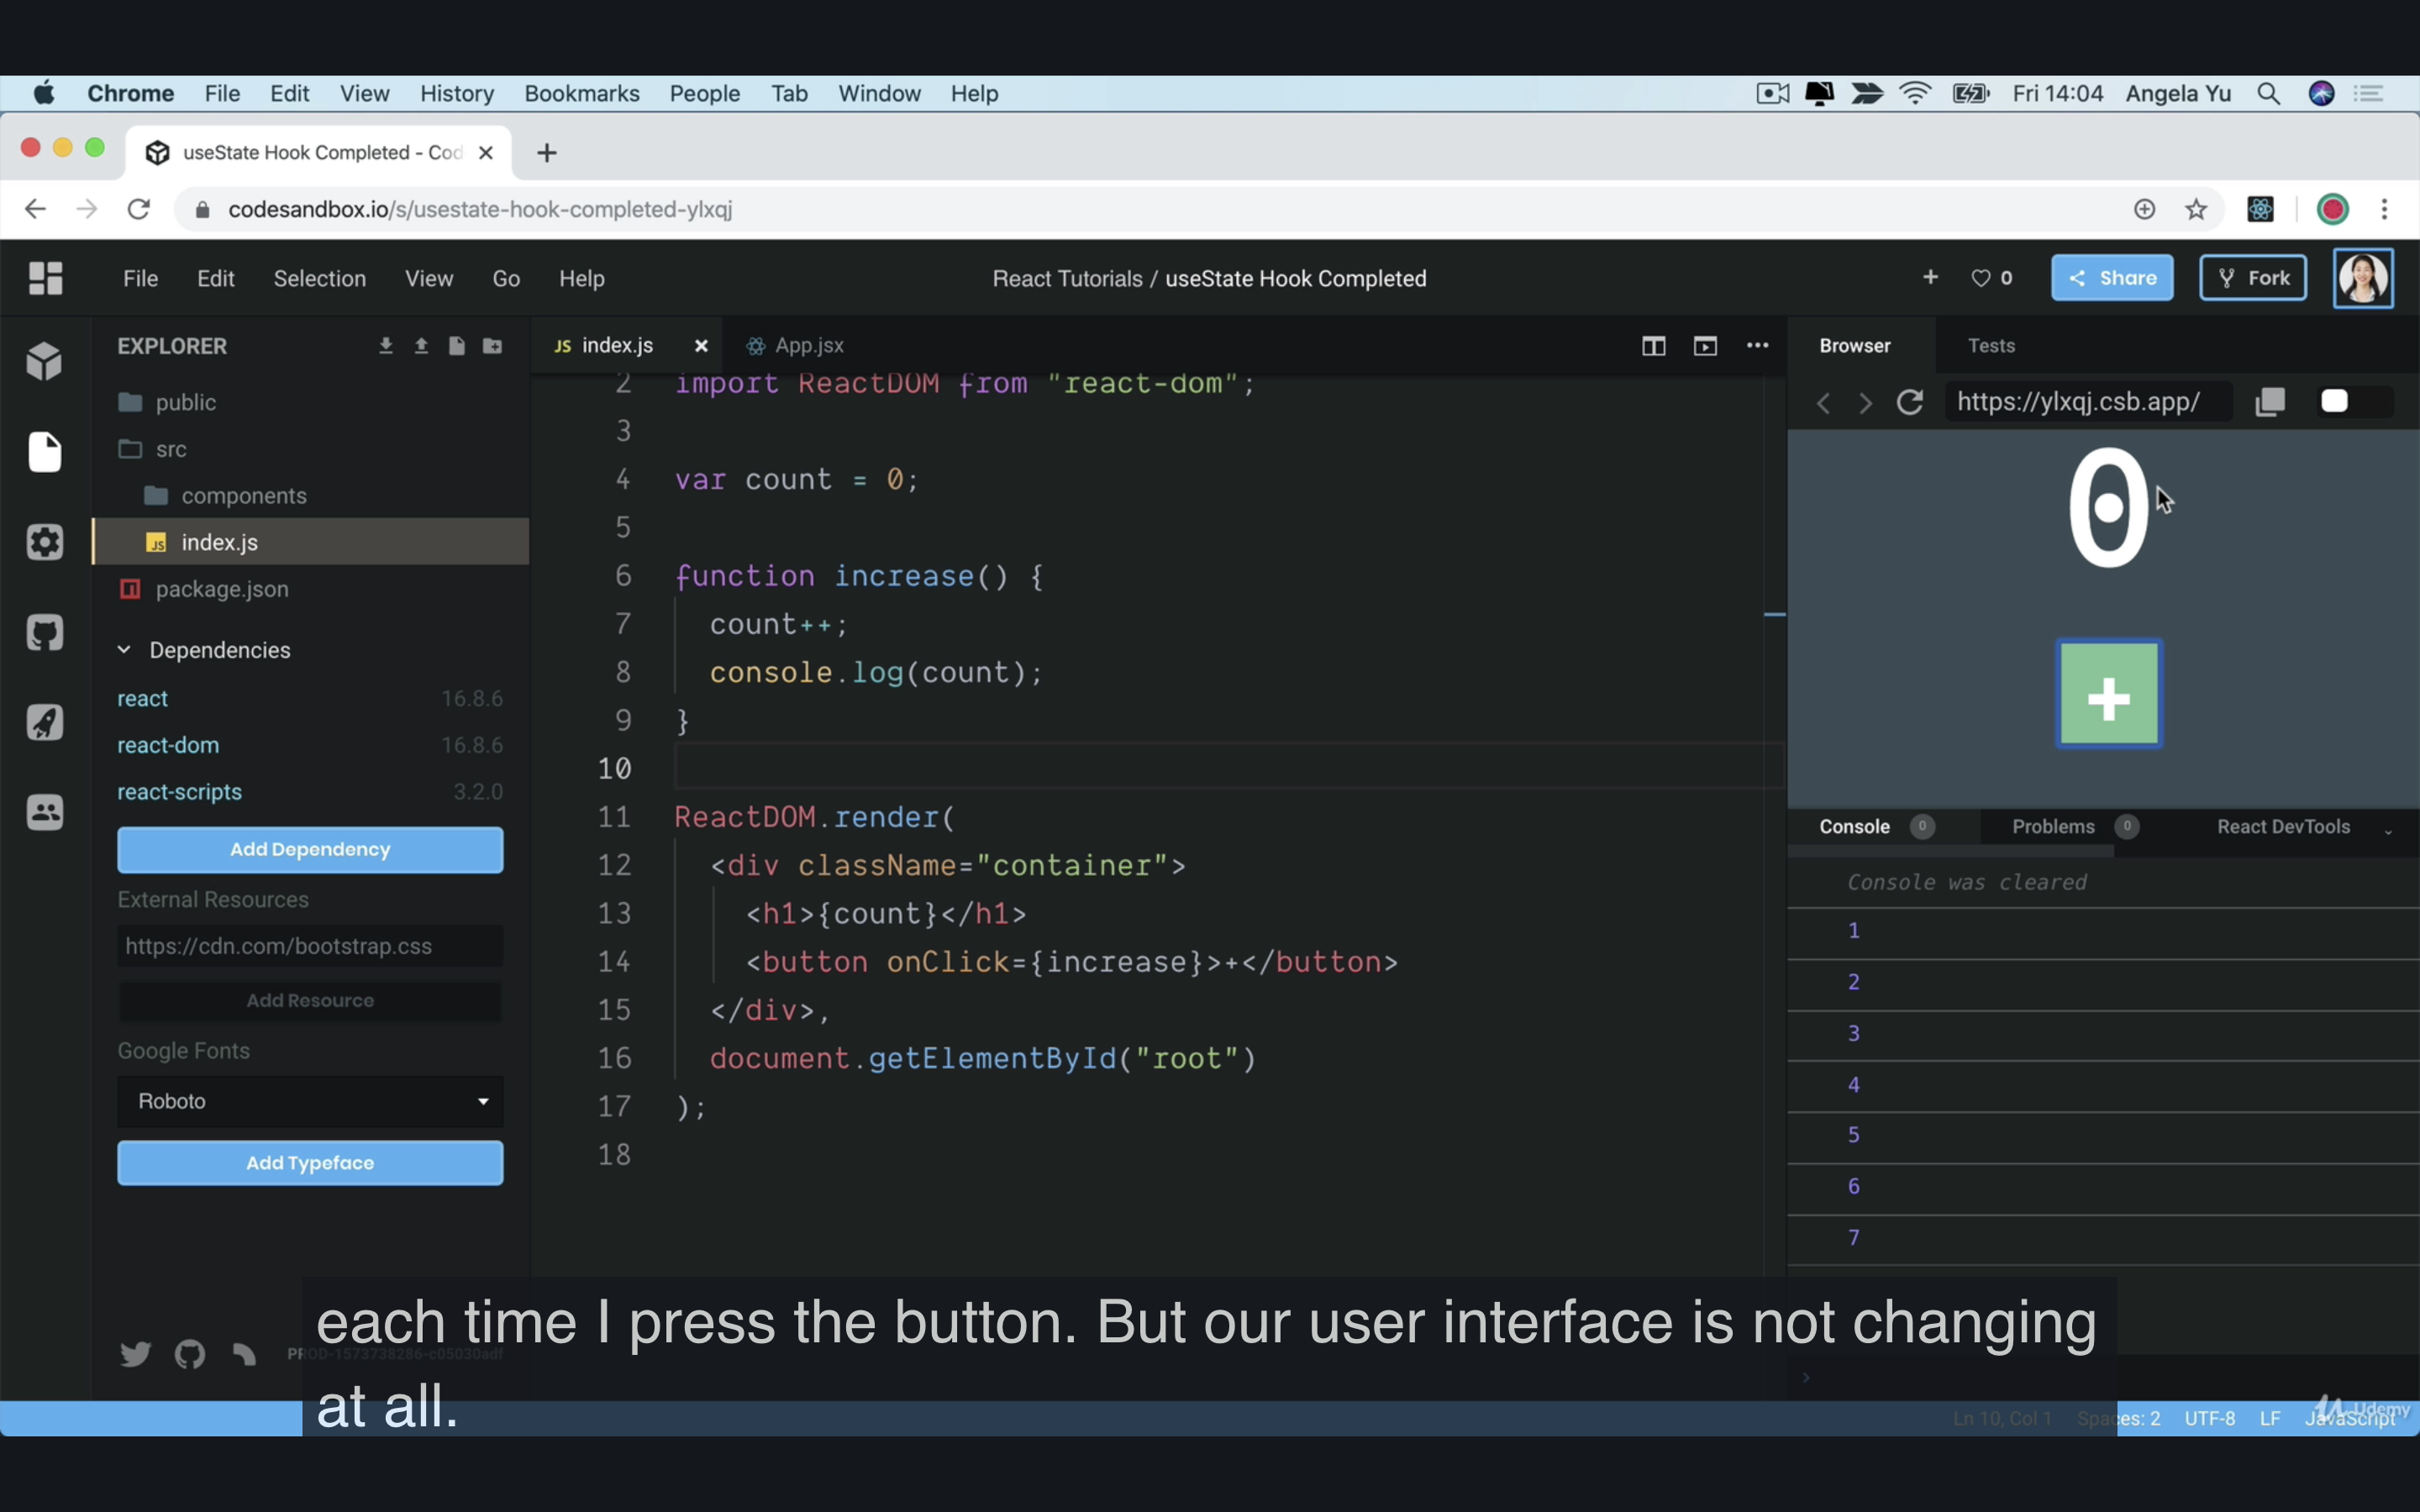 Chrome File Edit View History Bookmarks People Tab Window Help Fri 14:04 Angela Yu
useState Hook Completed - Cod
codesandbox.io/s/usestate-hook-completed-ylxqj
File Edit Selection View Go Help React Tutorials / useState Hook Completed 0 Share Fork
EXPLORER
public
src
components
JS index.js
package.json
Dependencies
react 16.8.6
react-dom 16.8.6
react-scripts 3.2.0
Add Dependency
External Resources
https://cdn.com/bootstrap.css
Add Resource
Google Fonts
Roboto
Add Typeface
PROD-1573738286-c05030adf
JS index.js App.jsx
2 import ReactDOM from "react-dom";
3
4 var count = 0;
5
6 function increase() {
7 count++;
8 console.log(count);
9 }
10
11 ReactDOM.render(
12 <div className="container">
13 <h1>{count}</h1>
14 <button onClick={increase}>+</button>
15 </div>,
16 document.getElementById("root")
17 );
18
Browser Tests
https://ylxqj.csb.app/
0
+
Console 0 Problems 0 React DevTools
Console was cleared
1
2
3
4
5
6
7
each time I press the button. But our user interface is not changing
at all.
Ln 10, Col 1 Spaces: 2 UTF-8 LF JavaScript
Udemy